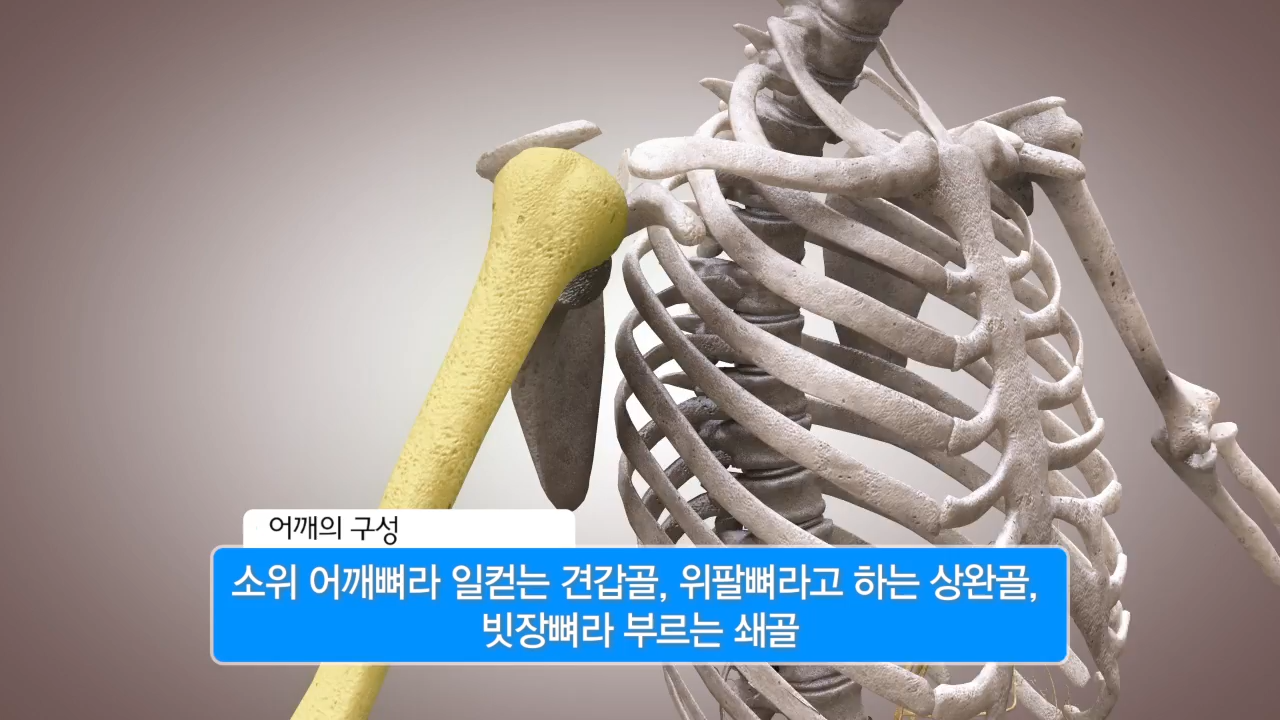 어깨의 구성
소위 어깨뼈라 일컫는 견갑골, 위팔뼈라고 하는 상완골,
빗장뼈라 부르는 쇄골